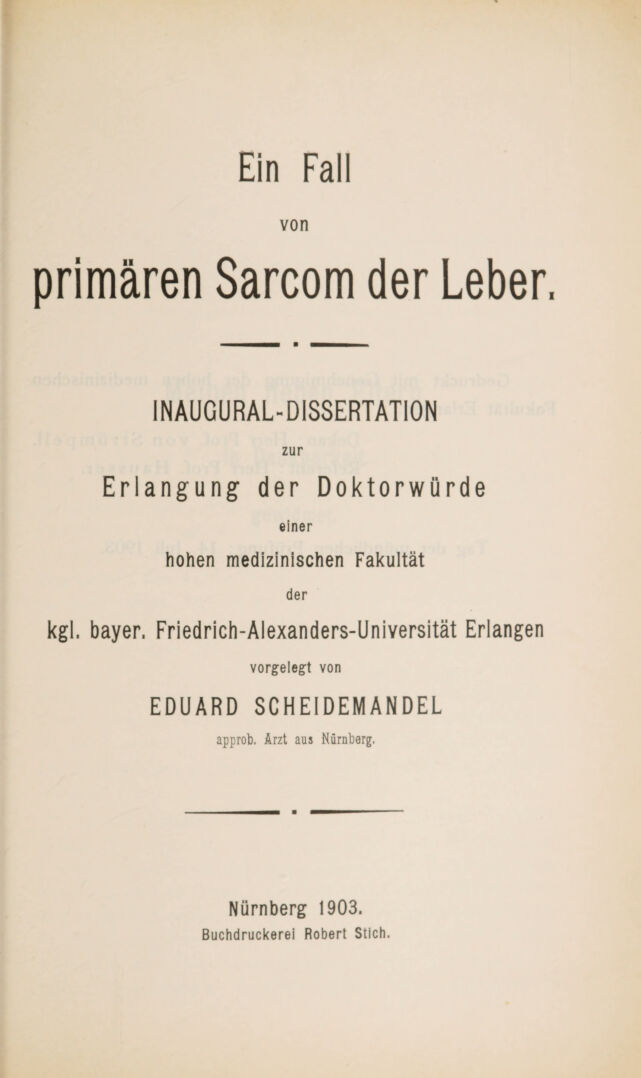 Ein Fall
von
primären Sarcom der Leber.
INAUGURAL-DISSERTATION
zur
Erlangung der Doktorwürde
einer
hohen medizinischen Fakultät
der
kgl. bayer. Friedrich-Alexanders-Universität Erlangen
vorgelegt von
EDUARD SCHEIDEMANDEL
approb. Arzt aus Nürnberg.
Nürnberg 1903.
Buchdruckerei Robert Stich.